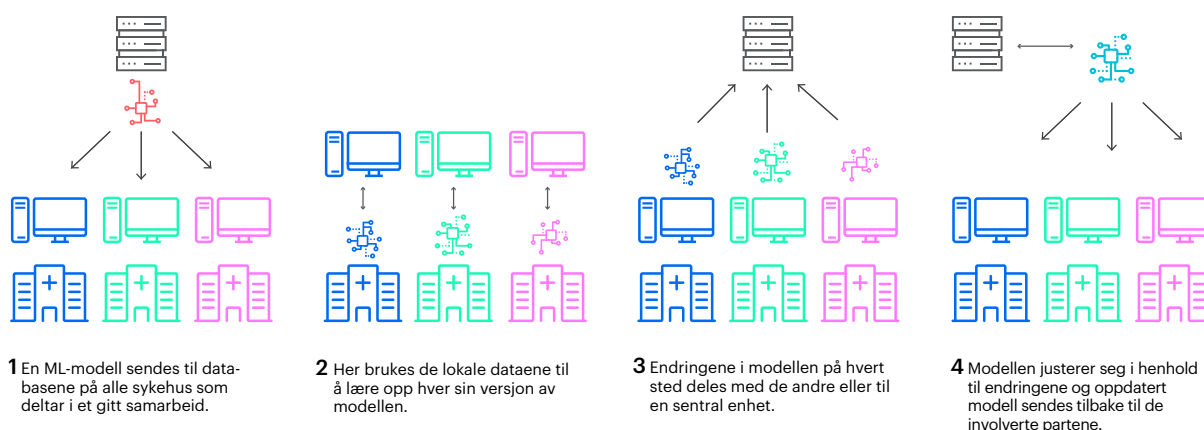 1 En ML-modell sendes til data-
basene på alle sykehus som
deltar i et gitt samarbeid.
2 Her brukes de lokale dataene til
å lære opp hver sin versjon av
modellen.
3 Endringene i modellen på hvert
sted deles med de andre eller til
en sentral enhet.
4 Modellen justerer seg i henhold
til endringene og oppdatert
modell sendes tilbake til de
involverte partene.